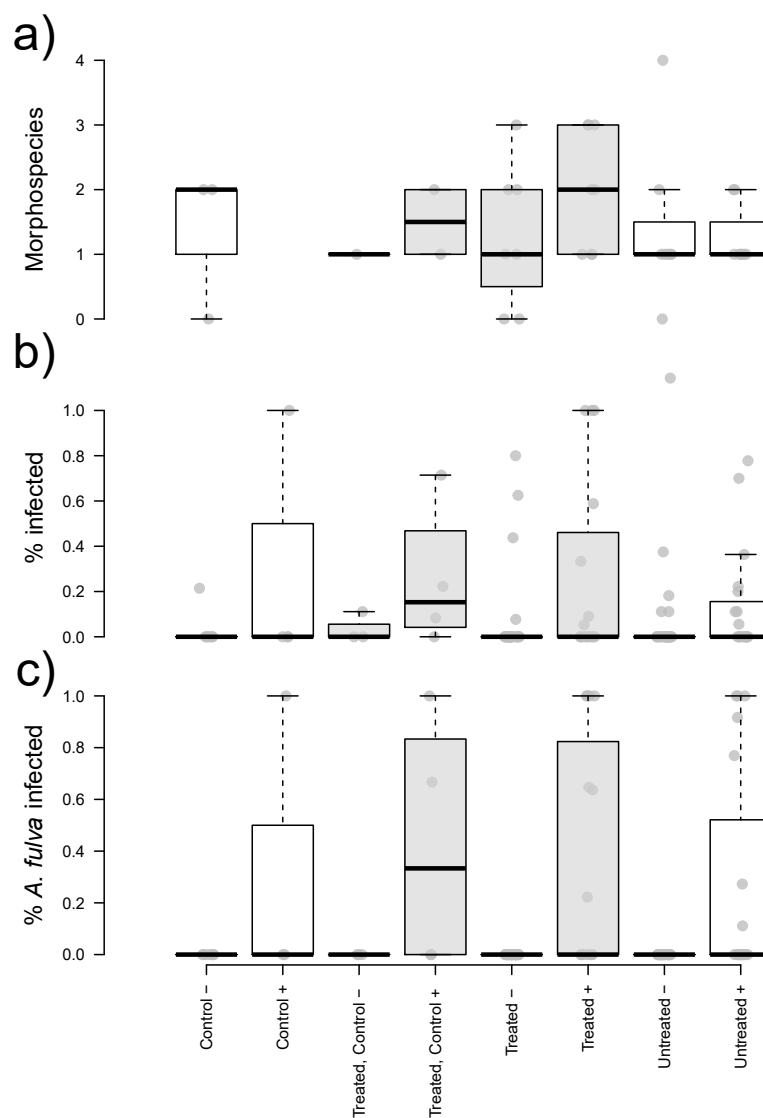 a)
Morphospecies
4
3
2
1
0
b)
% infected
1.0
0.8
0.6
0.4
0.2
0.0
c)
% A. fulva infected
1.0
0.8
0.6
0.4
0.2
0.0
Control −
Control +
Treated, Control −
Treated, Control +
Treated −
Treated +
Untreated −
Untreated +